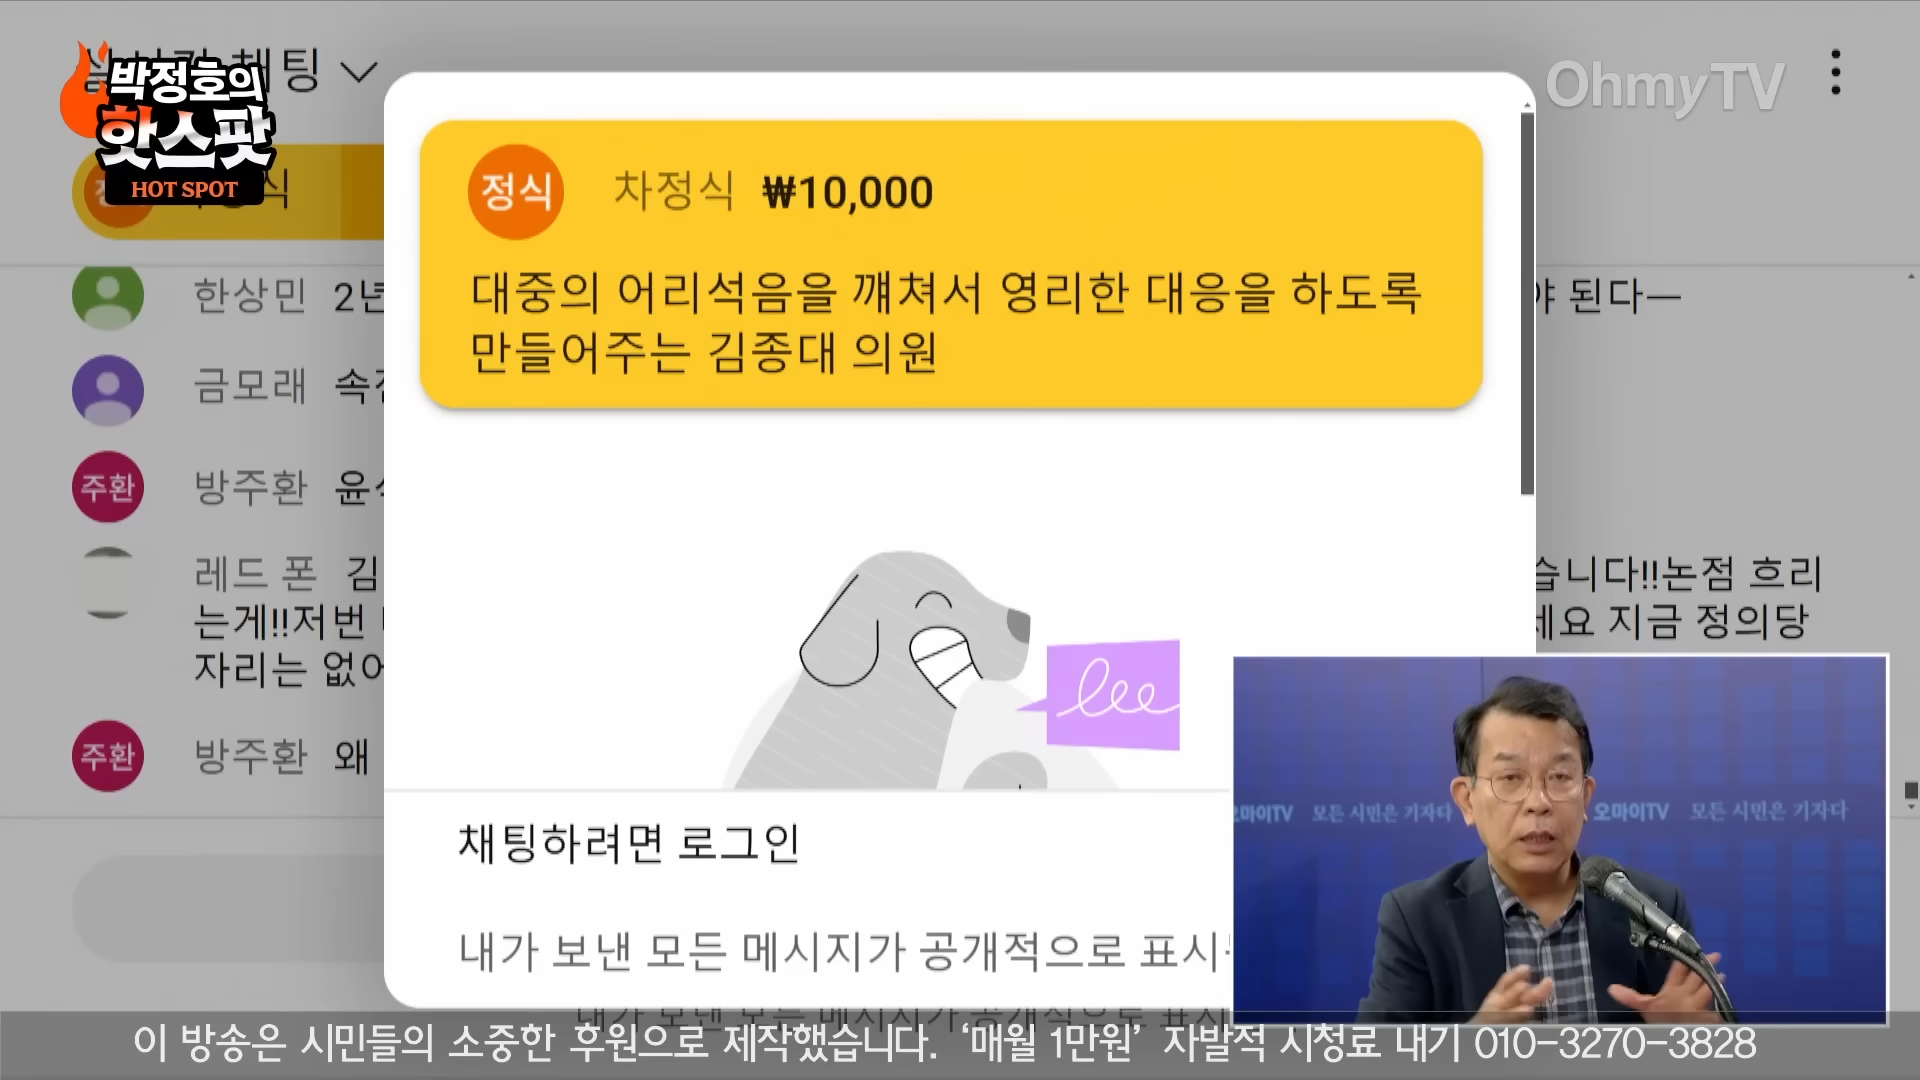 박정호의
핫스팟
HOT SPOT
채팅
OhmyTV
정식 차정식 ₩10,000
대중의 어리석음을 꺠쳐서 영리한 대응을 하도록
만들어주는 김종대 의원
한상민 2년
된다—
금모래
주환 방주환
레드 폰 김
습니다!!논점 흐리
는게!!저번
지금 정의당
자리는
주환 방주환 왜
lee
채팅하려면 로그인
내가 보낸 모든 메시지가 공개적으로
오마이TV 모든 시민은 기자다 오마이TV 모든 시민은 기자다
이 방송은 시민들의 소중한 후원으로 제작했습니다. ‘매월 1만원’ 자발적 시청료 내기 010-3270-3828